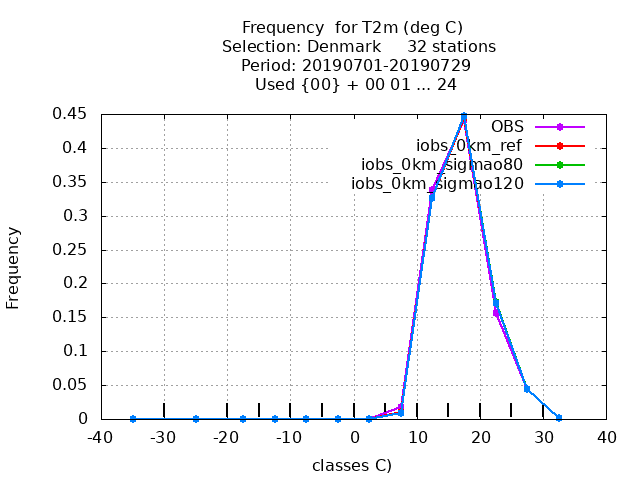 Frequency  for T2m (deg C)
Selection: Denmark     32 stations
Period: 20190701-20190729
Used {00} + 00 01 ... 24
0.45
0.4
0.35
0.3
0.25
0.2
0.15
0.1
0.05
0
Frequency
OBS
iobs_0km_ref
iobs_0km_sigmao80
iobs_0km_sigmao120
-40 -30 -20 -10 0 10 20 30 40
classes C)